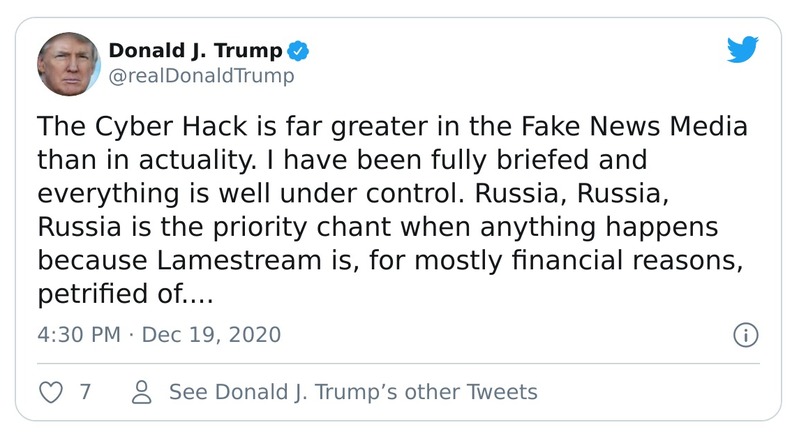 Donald J. Trump
@realDonaldTrump
The Cyber Hack is far greater in the Fake News Media
than in actuality. I have been fully briefed and
everything is well under control. Russia, Russia,
Russia is the priority chant when anything happens
because Lamestream is, for mostly financial reasons,
petrified of....
4:30 PM · Dec 19, 2020
7 See Donald J. Trump’s other Tweets